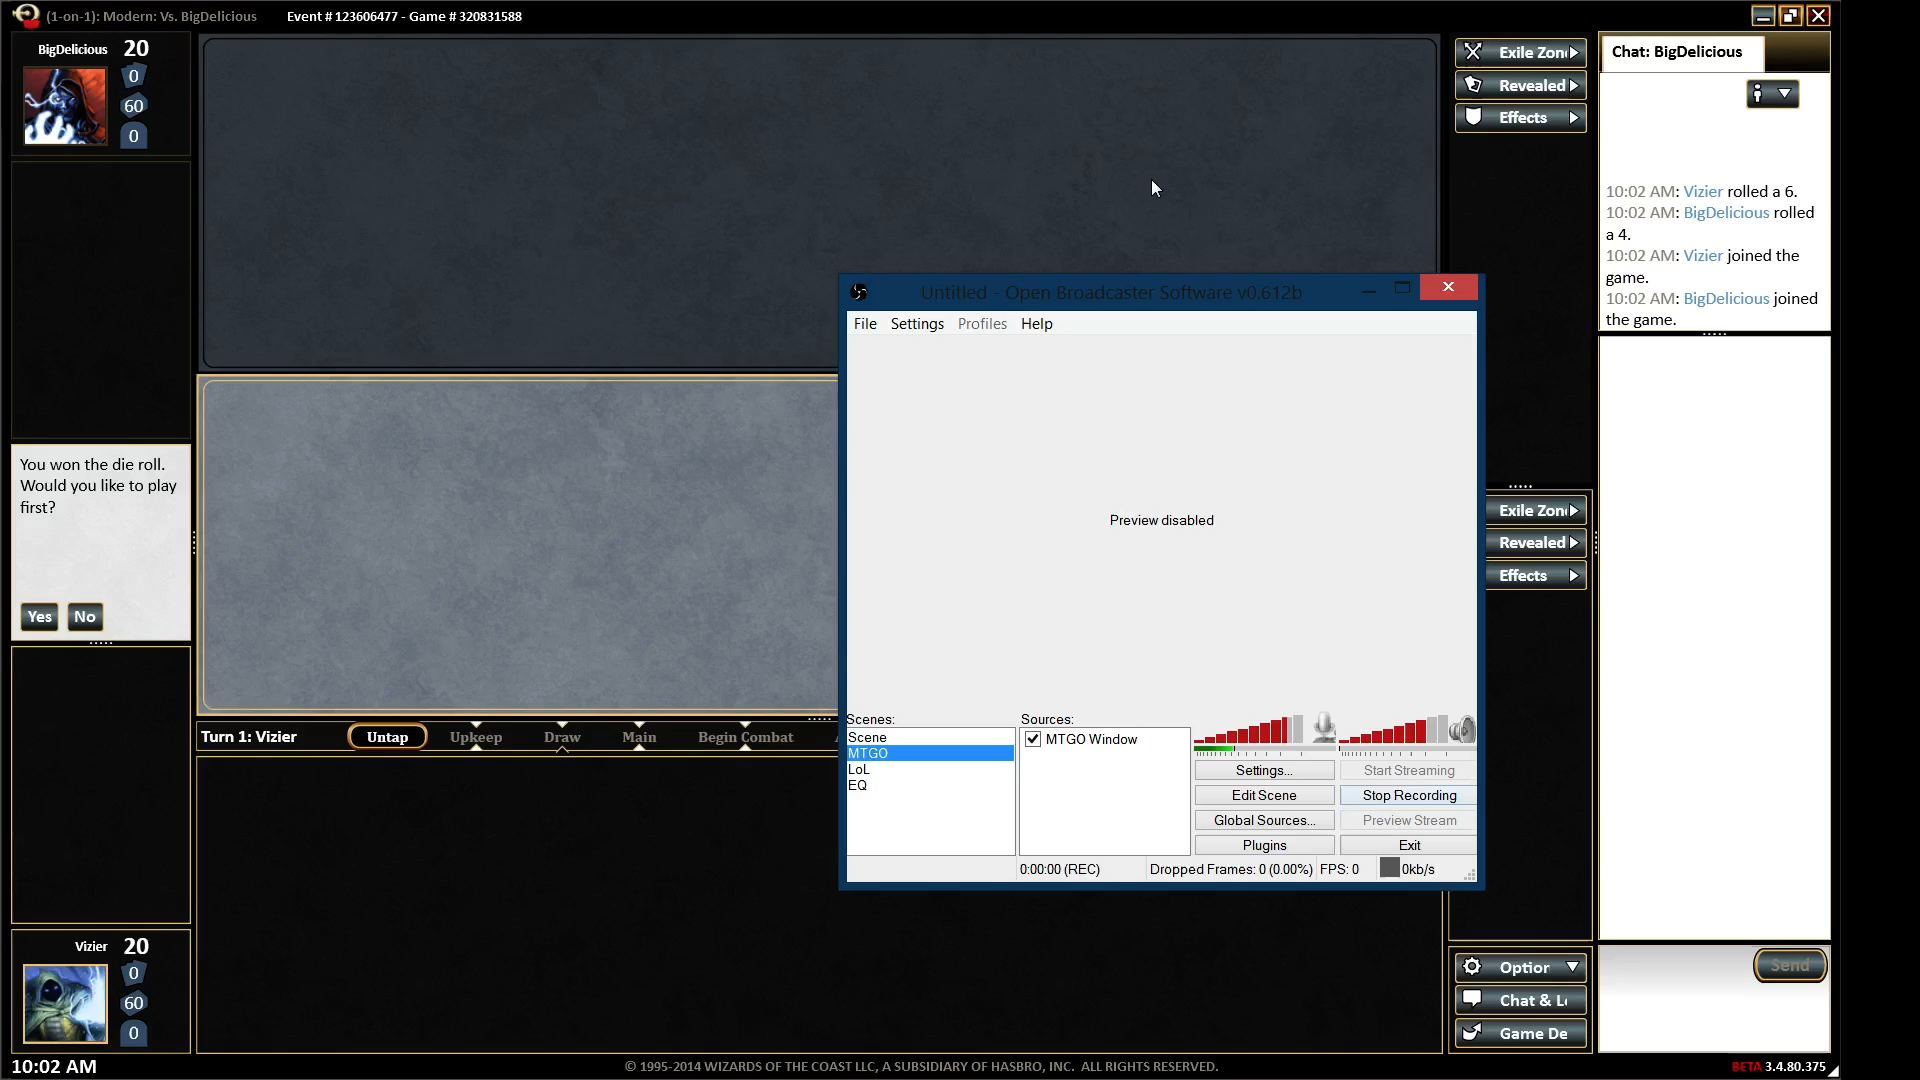 (1-on-1): Modern: Vs. BigDelicious
Event # 123606477 - Game # 320831588
BigDelicious 20
0
60
0
You won the die roll.
Would you like to play
first?
Yes No
Exile Zon
Revealed
Effects
Chat: BigDelicious
10:02 AM: Vizier rolled a 6.
10:02 AM: BigDelicious rolled
a 4.
10:02 AM: Vizier joined the
game.
10:02 AM: BigDelicious joined
the game.
Untitled - Open Broadcaster Software v0.612b
File Settings Profiles Help
Preview disabled
Scenes:
Scene
MTGO
LoL
EQ
Sources:
MTGO Window
Settings... Start Streaming
Edit Scene Stop Recording
Global Sources... Preview Stream
Plugins Exit
0:00:00 (REC) Dropped Frames: 0 (0.00%) FPS: 0 0kb/s
Exile Zon
Revealed
Effects
Turn 1: Vizier Untap Upkeep Draw Main Begin Combat
Vizier 20
0
60
0
Option
Chat & L
Game De
Send
10:02 AM
© 1995-2014 WIZARDS OF THE COAST LLC, A SUBSIDIARY OF HASBRO, INC. ALL RIGHTS RESERVED.
BETA 3.4.80.375